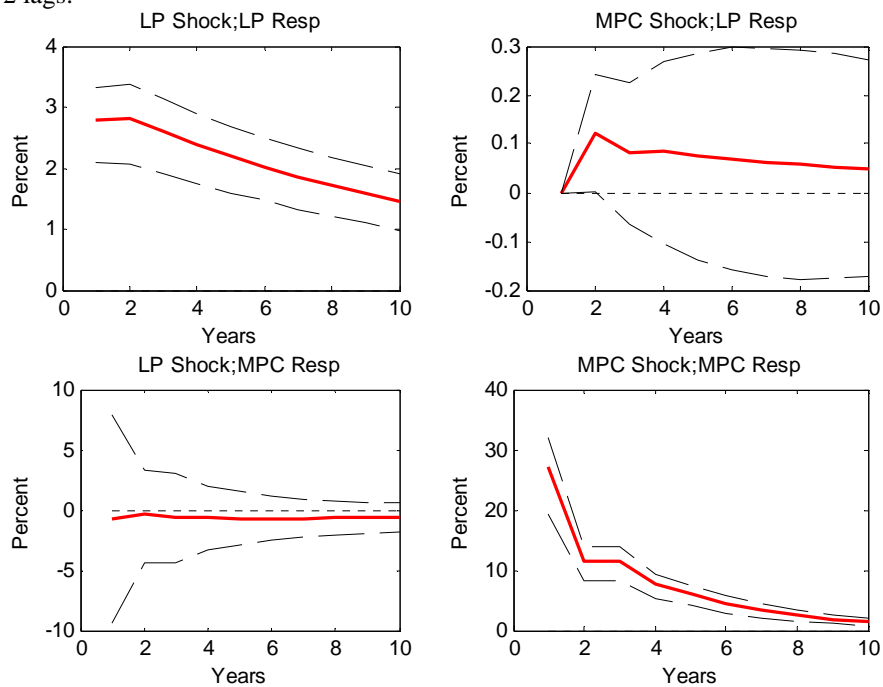 2 lags.
LP Shock;LP Resp
4
3
2
1
0
Percent
0 2 4 6 8 10
Years
MPC Shock;LP Resp
0.3
0.2
0.1
0
-0.1
-0.2
Percent
0 2 4 6 8 10
Years
LP Shock;MPC Resp
10
5
0
-5
-10
Percent
0 2 4 6 8 10
Years
MPC Shock;MPC Resp
40
30
20
10
0
Percent
0 2 4 6 8 10
Years